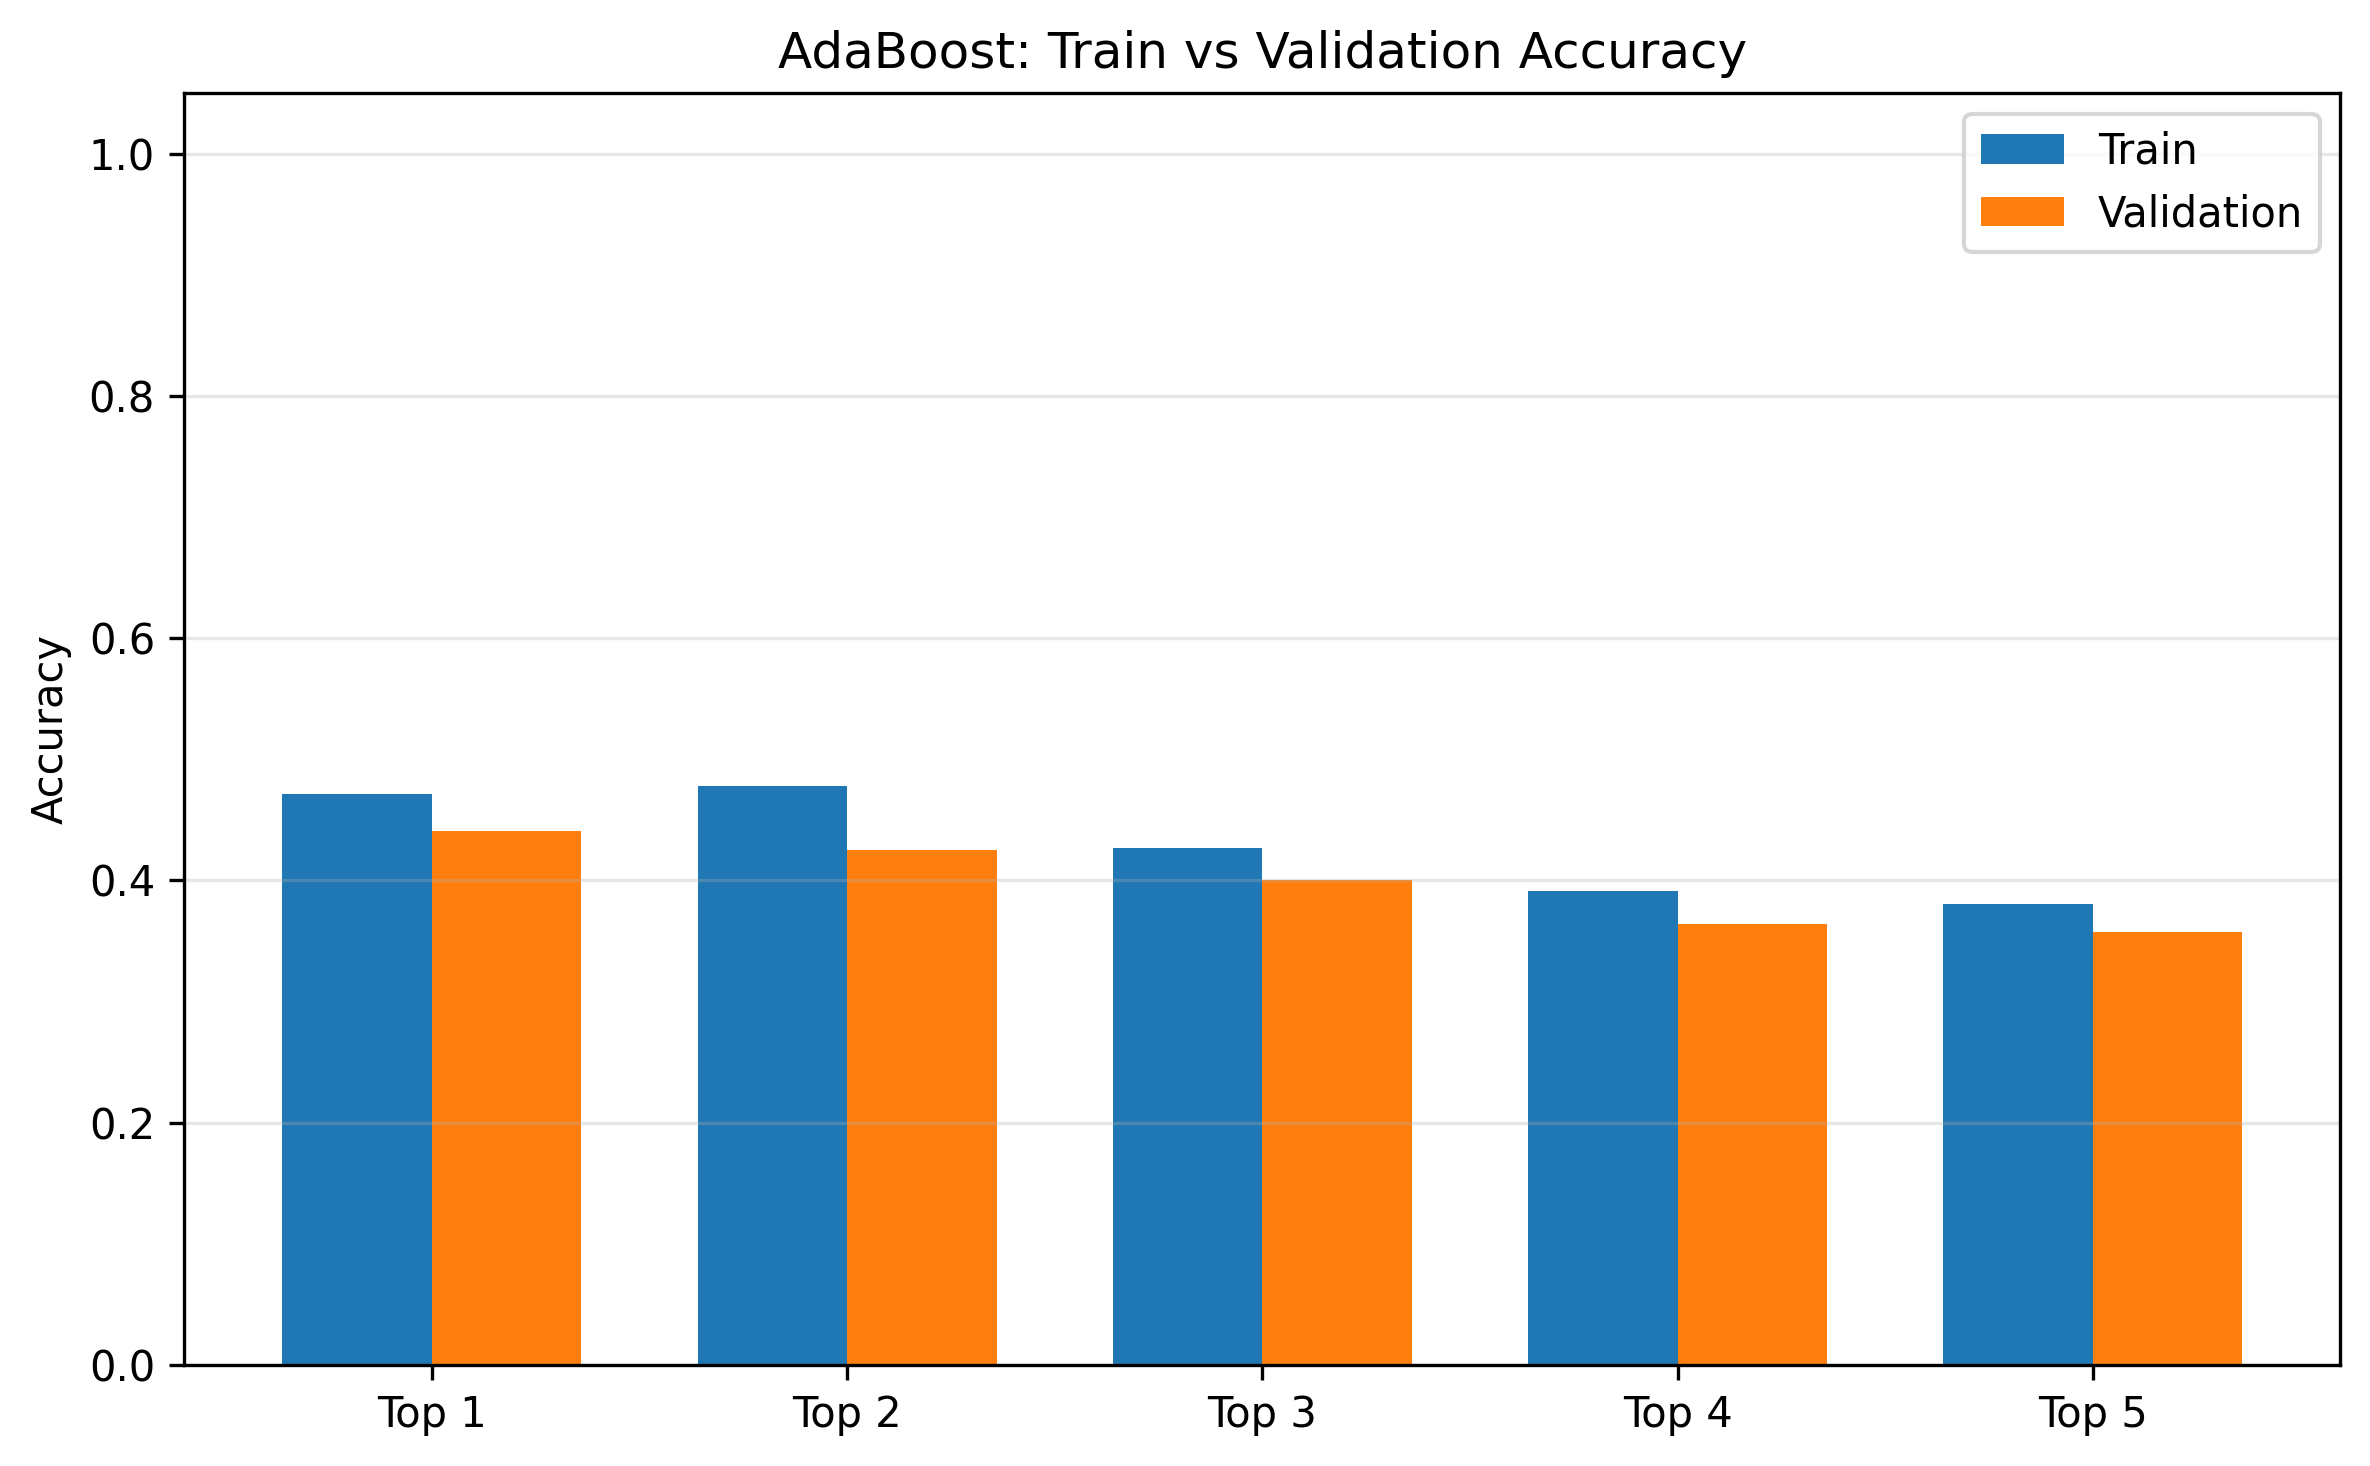 AdaBoost: Train vs Validation Accuracy
Train
Validation
1.0
0.8
0.6
0.4
0.2
0.0
Accuracy
Top 1
Top 2
Top 3
Top 4
Top 5